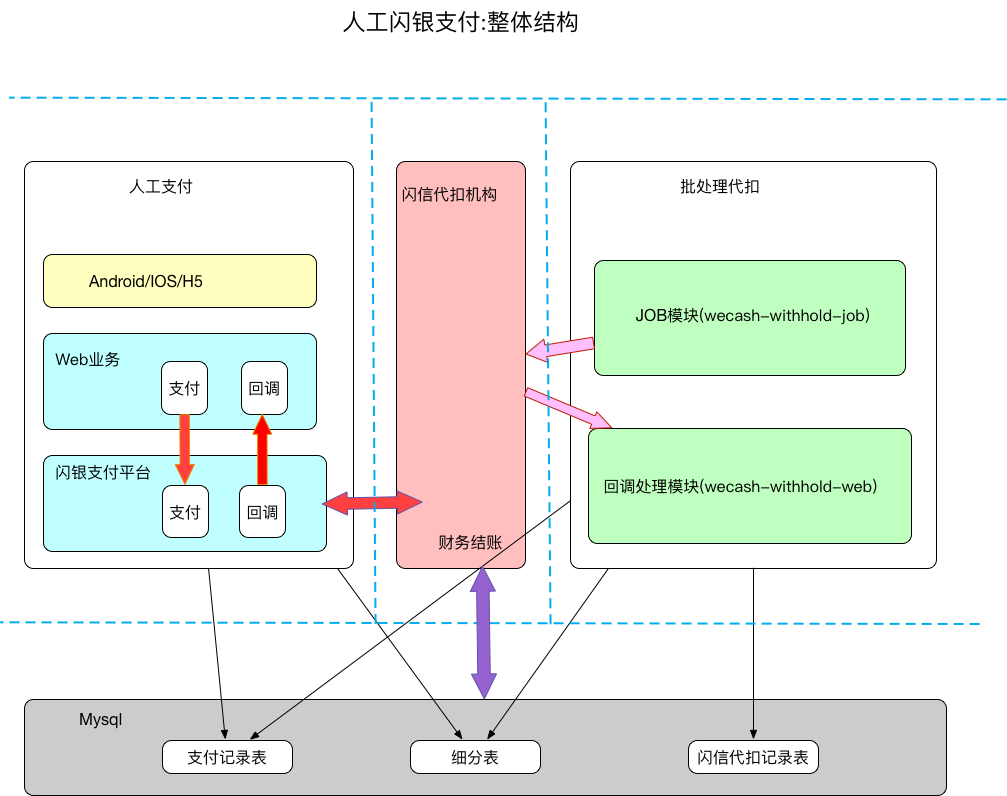 人工闪银支付:整体结构
人工支付
Android/IOS/H5
Web业务
支付
回调
闪银支付平台
支付
回调
闪信代扣机构
财务结账
批处理代扣
JOB模块(wecash-withhold-job)
回调处理模块(wecash-withhold-web)
Mysql
支付记录表
细分表
闪信代扣记录表